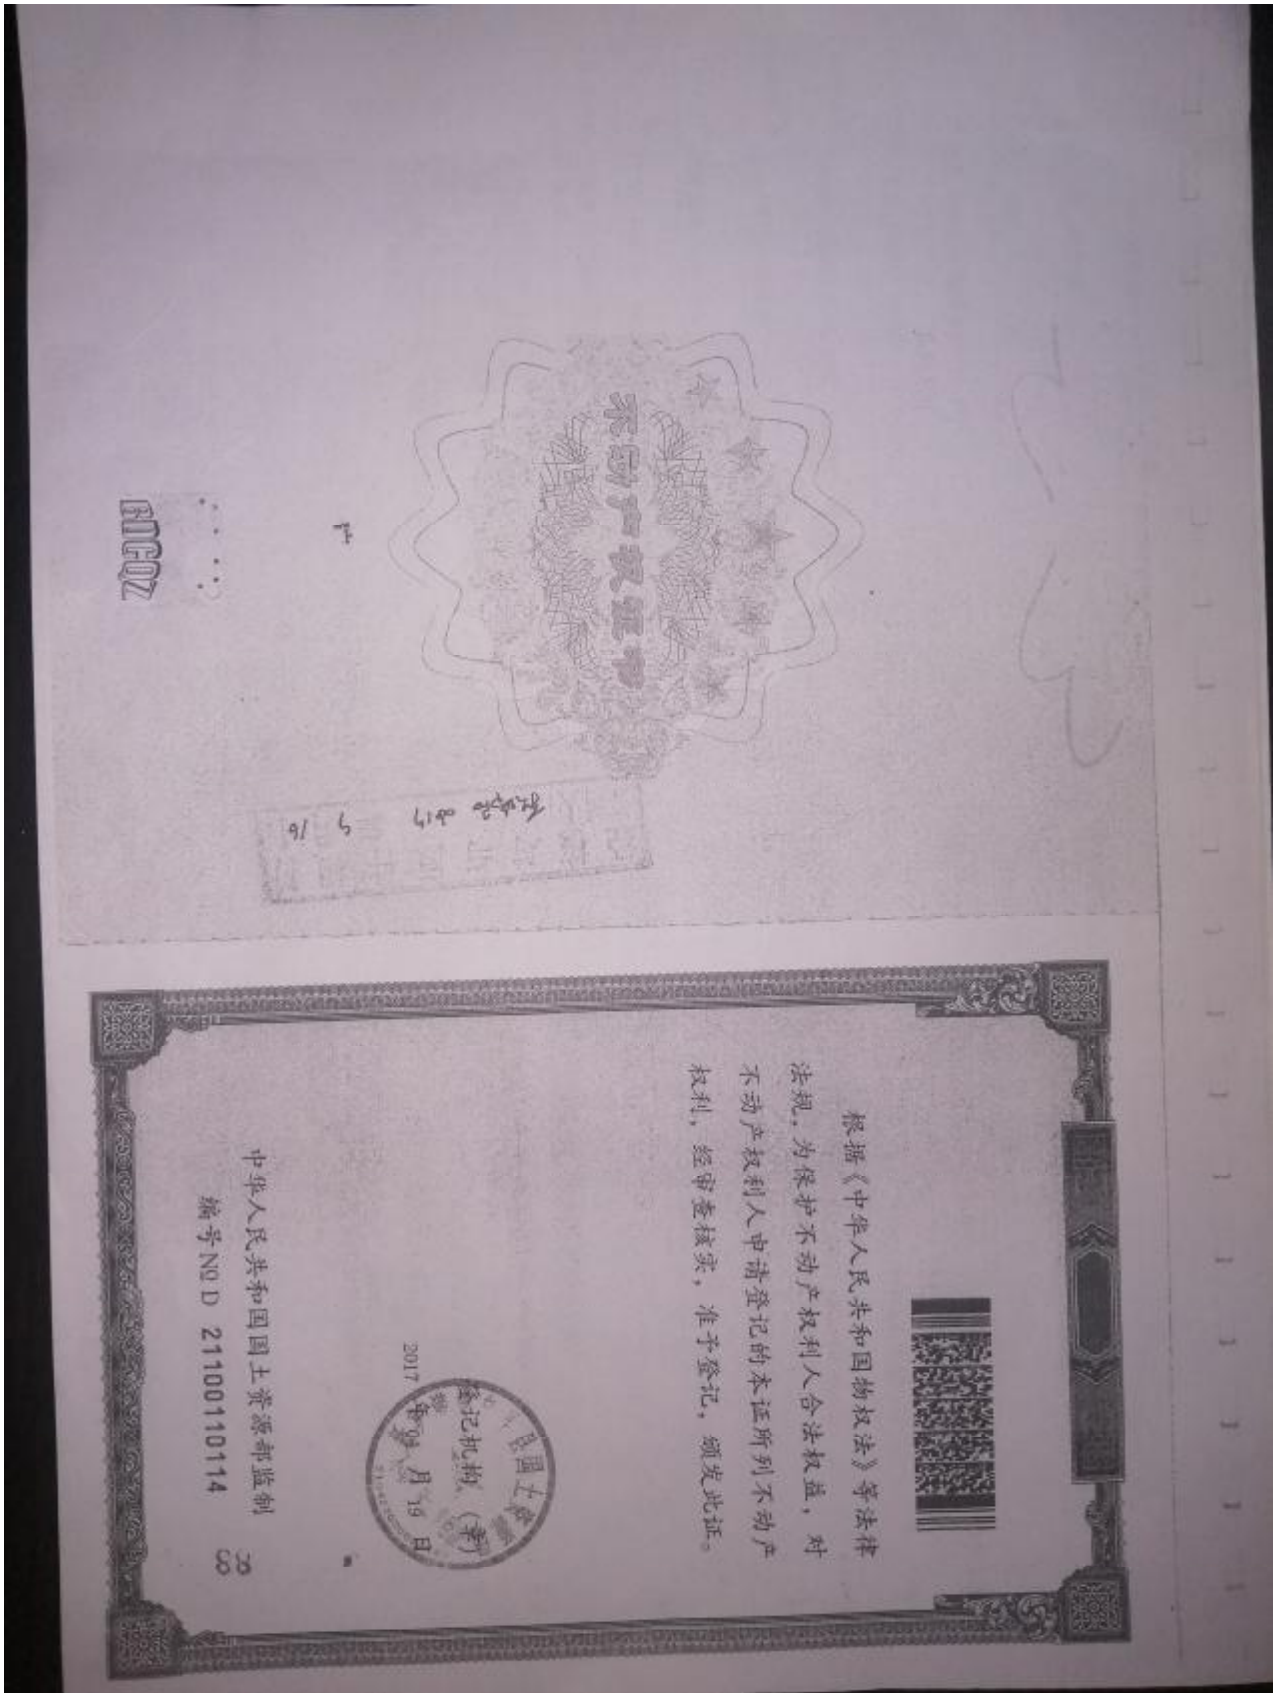 不动产权证书
BDCQZ
根据《中华人民共和国物权法》等法律
法规，为保护不动产权利人合法权益，对
不动产权利人申请登记的本证所列不动产
权利，经审查核实，准予登记，颁发此证。
登记机构（章）
2017 年 09 月 19 日
中华人民共和国国土资源部监制
编号 № D 21100110114